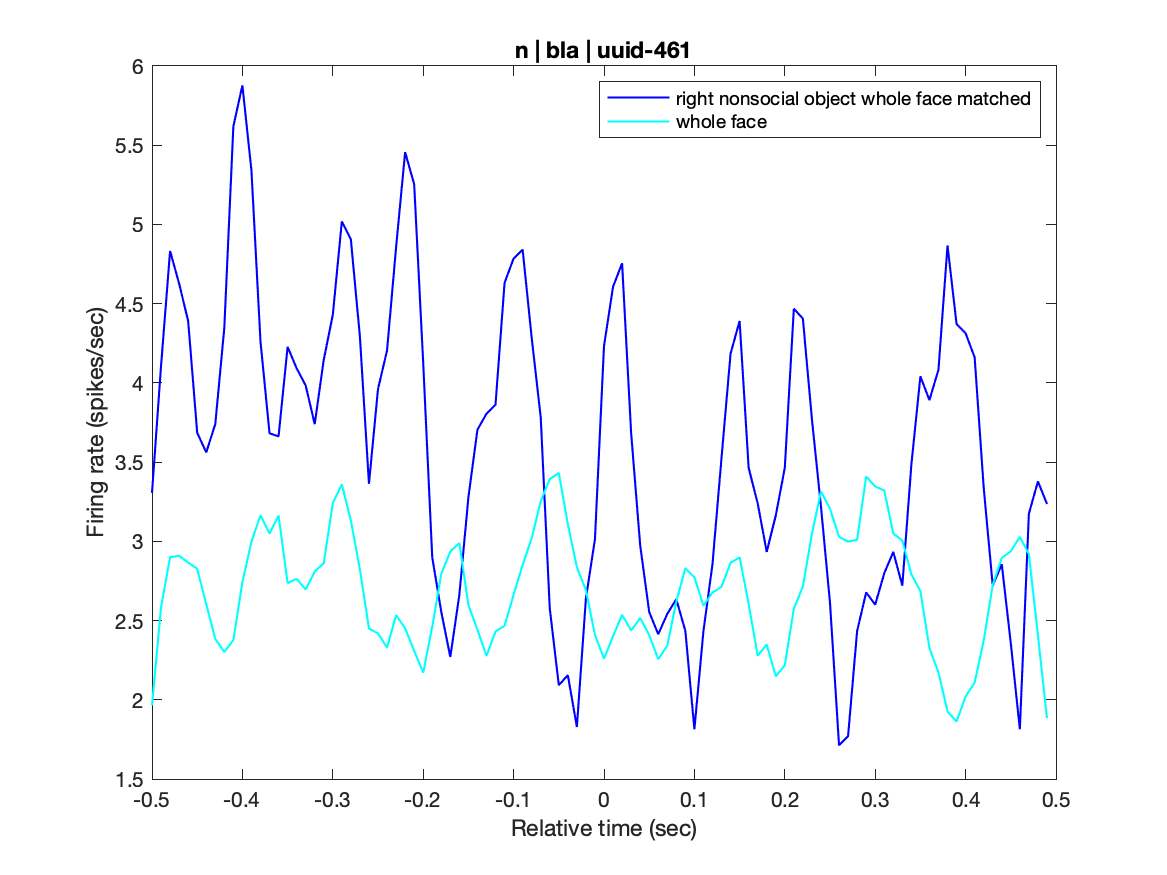 n | bla | uuid-461
right nonsocial object whole face matched
whole face
Firing rate (spikes/sec)
6
5.5
5
4.5
4
3.5
3
2.5
2
1.5
-0.5 -0.4 -0.3 -0.2 -0.1 0 0.1 0.2 0.3 0.4 0.5
Relative time (sec)